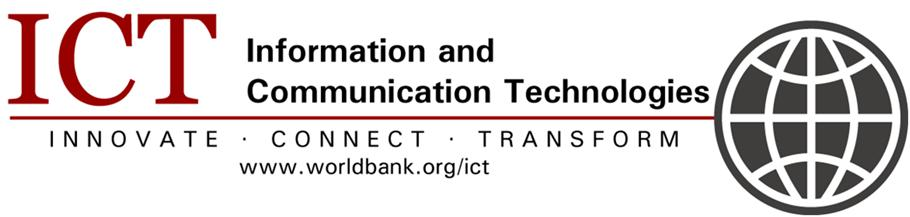 ICT
Information and
Communication Technologies
INNOVATE · CONNECT · TRANSFORM
www.worldbank.org/ict